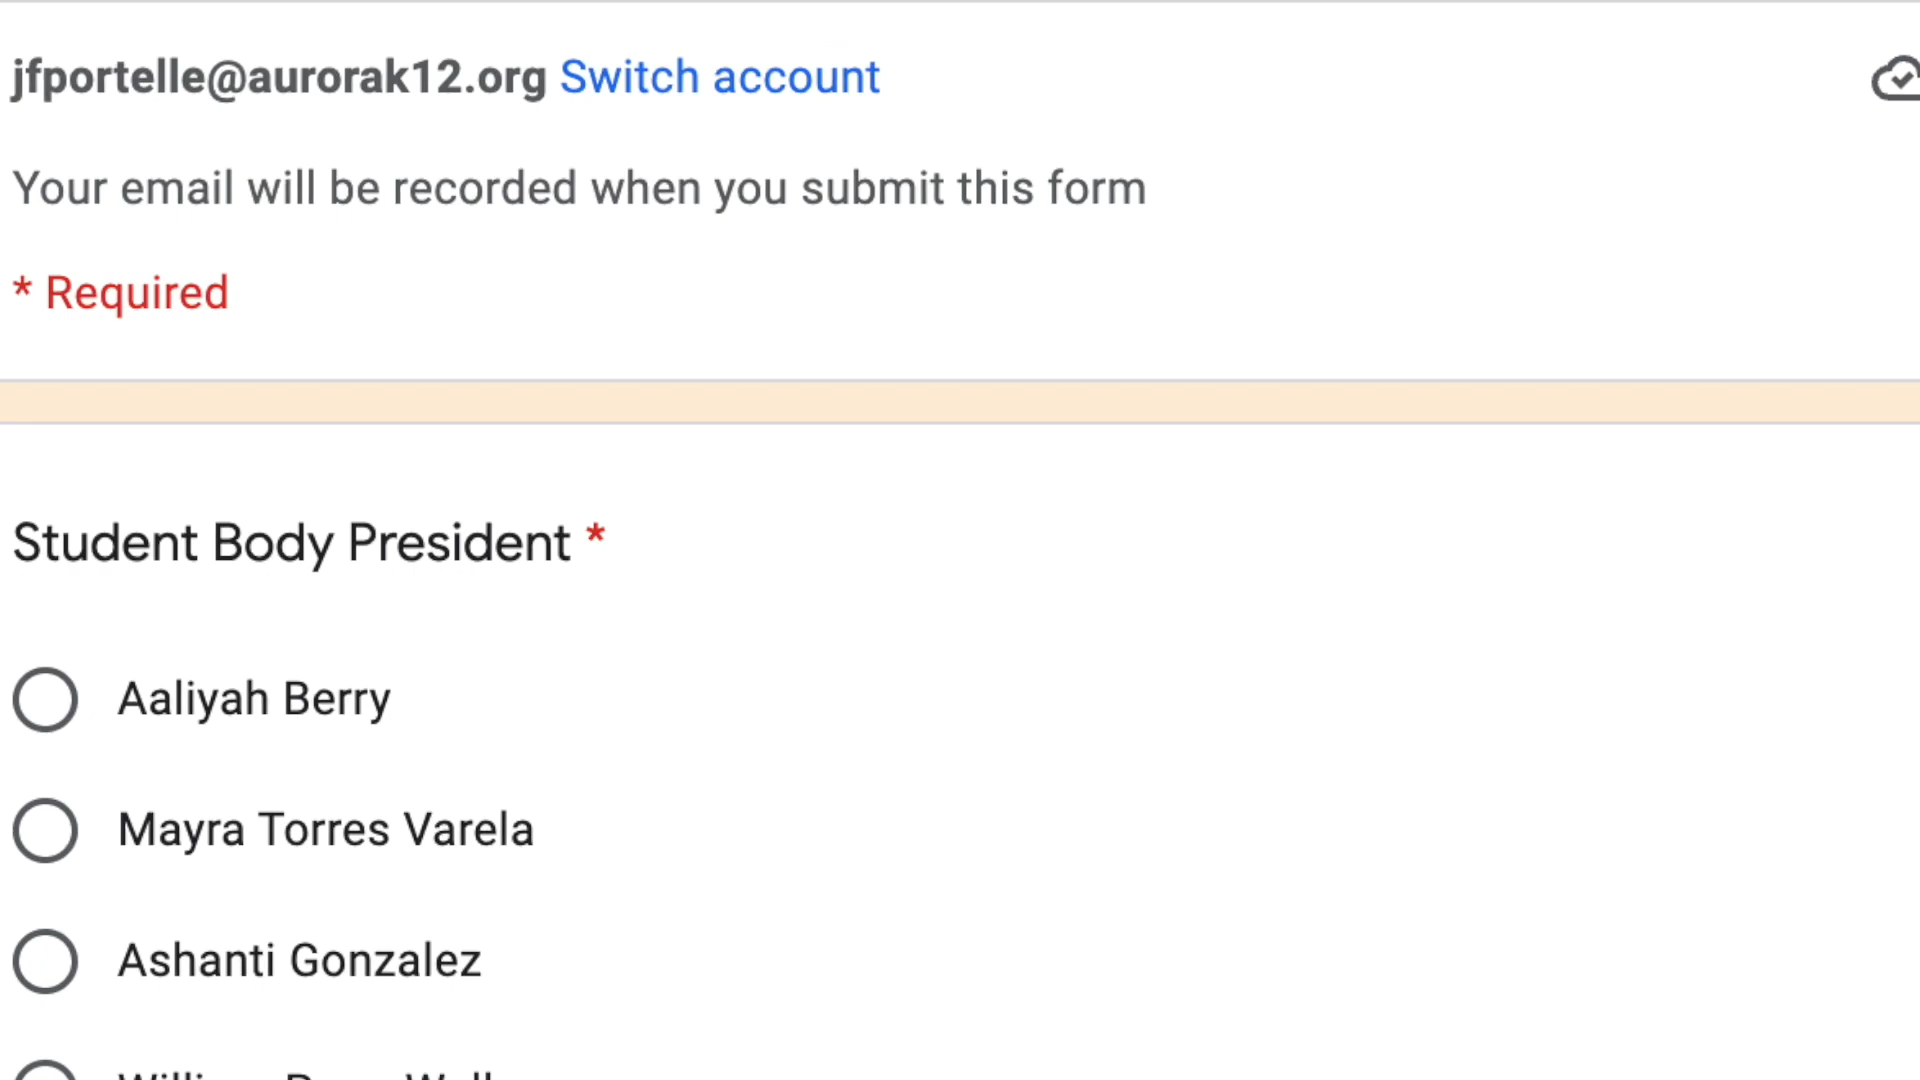 jfportelle@aurorak12.org Switch account
Your email will be recorded when you submit this form
* Required
Student Body President *
Aaliyah Berry
Mayra Torres Varela
Ashanti Gonzalez